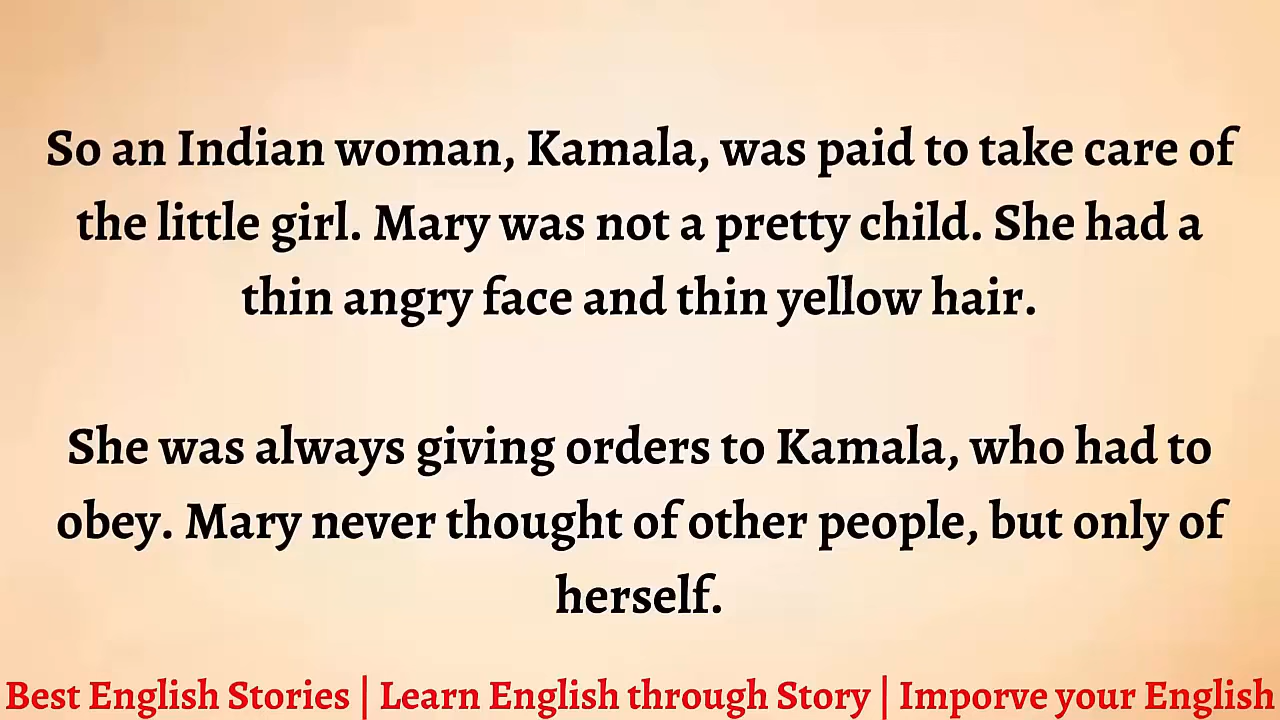 So an Indian woman, Kamala, was paid to take care of
the little girl. Mary was not a pretty child. She had a
thin angry face and thin yellow hair.
She was always giving orders to Kamala, who had to
obey. Mary never thought of other people, but only of
herself.
Best English Stories | Learn English through Story | Imporve your English